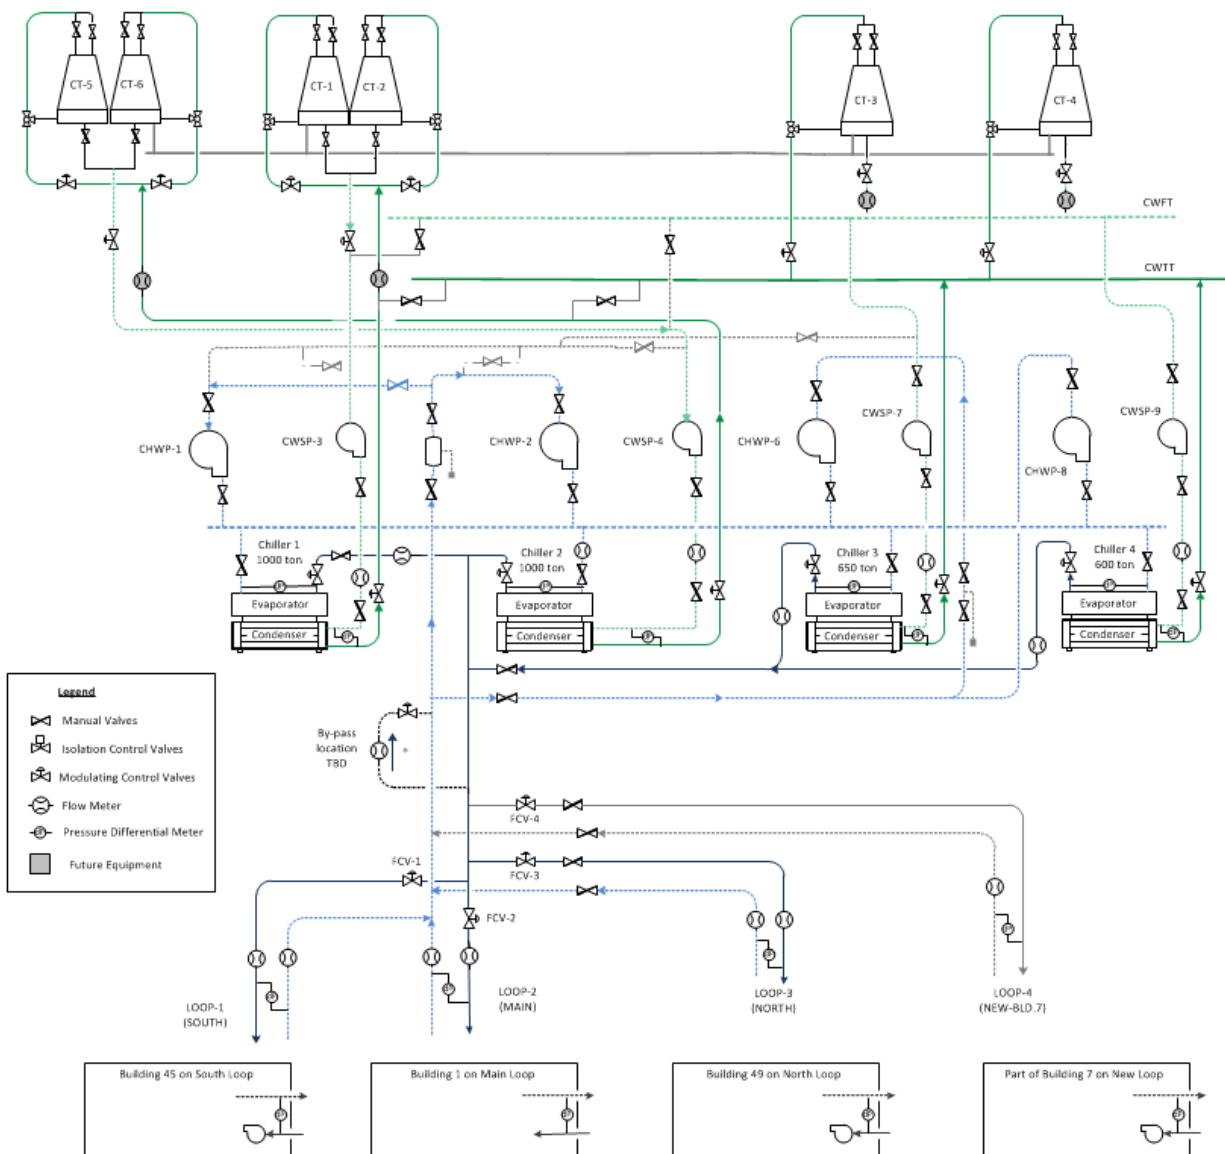 CT-5
CT-6
CT-1
CT-2
CT-3
CT-4
CWFT
CWTT
CHWP-1
CWSP-3
CHWP-2
CWSP-4
CHWP-6
CWSP-7
CHWP-8
CWSP-9
Chiller 1
1000 ton
Chiller 2
1000 ton
Chiller 3
650 ton
Chiller 4
600 ton
Evaporator
Evaporator
Evaporator
Evaporator
Condenser
Condenser
Condenser
Condenser
Legend
Manual Valves
Isolation Control Valves
Modulating Control Valves
Flow Meter
Pressure Differential Meter
Future Equipment
By-pass
location
TBD
FCV-4
FCV-1
FCV-3
FCV-2
LOOP-1
(SOUTH)
LOOP-2
(MAIN)
LOOP-3
(NORTH)
LOOP-4
(NEW-BLD.7)
Building 45 on South Loop
Building 1 on Main Loop
Building 49 on North Loop
Part of Building 7 on New Loop